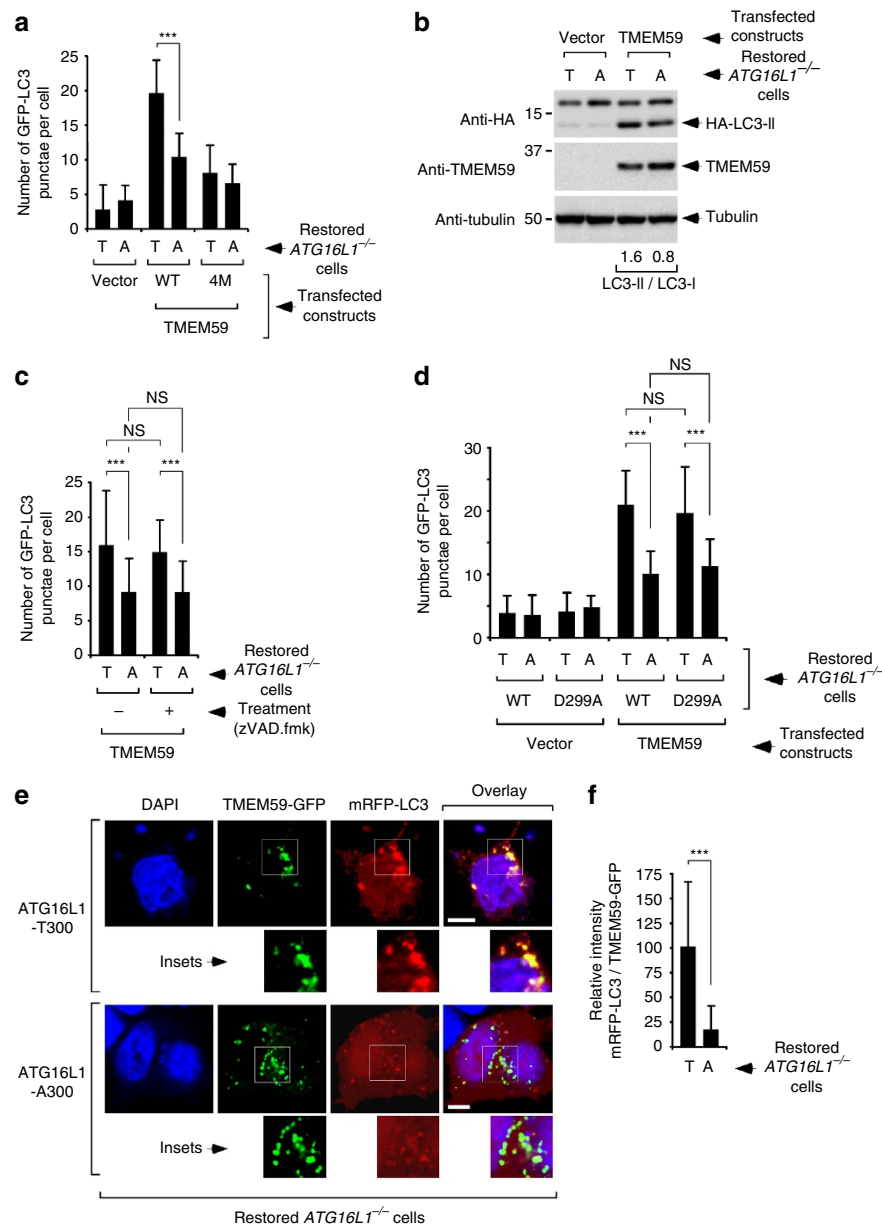 a
Number of GFP-LC3
punctae per cell
25
20
15
10
5
0
***
T A T A T A
Restored
ATG16L1–/–
cells
Vector WT 4M
Transfected
constructs
TMEM59
b
Vector TMEM59
Transfected
constructs
T A T A
Restored
ATG16L1–/–
cells
Anti-HA
15
HA-LC3-II
37
Anti-TMEM59
TMEM59
Anti-tubulin
50
Tubulin
1.6 0.8
LC3-II / LC3-I
c
NS
NS
*** ***
Number of GFP-LC3
punctae per cell
25
20
15
10
5
0
T A T A
Restored
ATG16L1–/–
cells
– +
Treatment
(zVAD.fmk)
TMEM59
d
NS
NS
*** ***
Number of GFP-LC3
punctae per cell
30
20
10
0
T A T A T A T A
WT D299A WT D299A
Restored
ATG16L1–/–
cells
Vector TMEM59
Transfected
constructs
e
DAPI TMEM59-GFP mRFP-LC3 Overlay
ATG16L1
-T300
Insets
ATG16L1
-A300
Insets
Restored ATG16L1–/– cells
f
***
Relative intensity
mRFP-LC3 / TMEM59-GFP
175
150
125
100
75
50
25
0
T A
Restored
ATG16L1–/–
cells